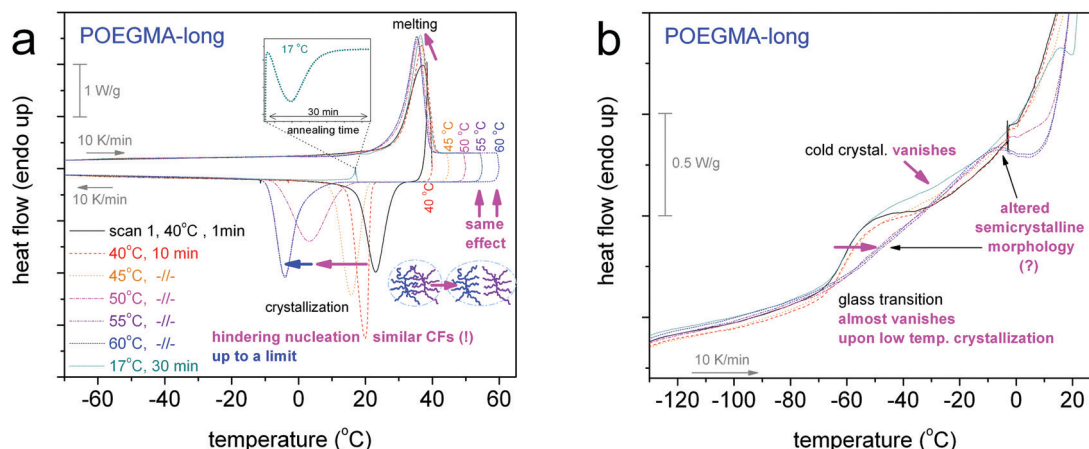 a
POEGMA-long
melting
17 °C
30 min
annealing time
1 W/g
10 K/min
10 K/min
45 °C
50 °C
55 °C
60 °C
40 °C
same
effect
scan 1, 40°C , 1min
40°C, 10 min
45°C, -//-
50°C, -//-
55°C, -//-
60°C, -//-
17°C, 30 min
crystallization
hindering nucleation
similar CFs (!)
up to a limit
heat flow (endo up)
-60 -40 -20 0 20 40 60
temperature (°C)
b
POEGMA-long
0.5 W/g
cold crystal. vanishes
altered
semicrystalline
morphology
(?)
glass transition
almost vanishes
upon low temp. crystallization
10 K/min
heat flow (endo up)
-120 -100 -80 -60 -40 -20 0 20
temperature (°C)